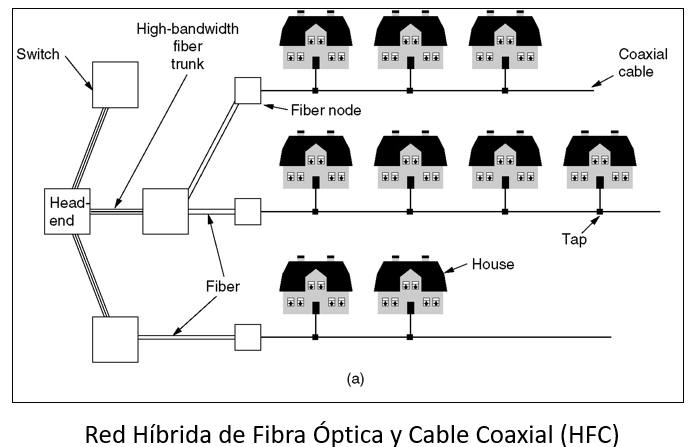 High-bandwidth
fiber
trunk
Switch
Coaxial
cable
Fiber node
Head-
end
Tap
Fiber
House
(a)
Red Híbrida de Fibra Óptica y Cable Coaxial (HFC)